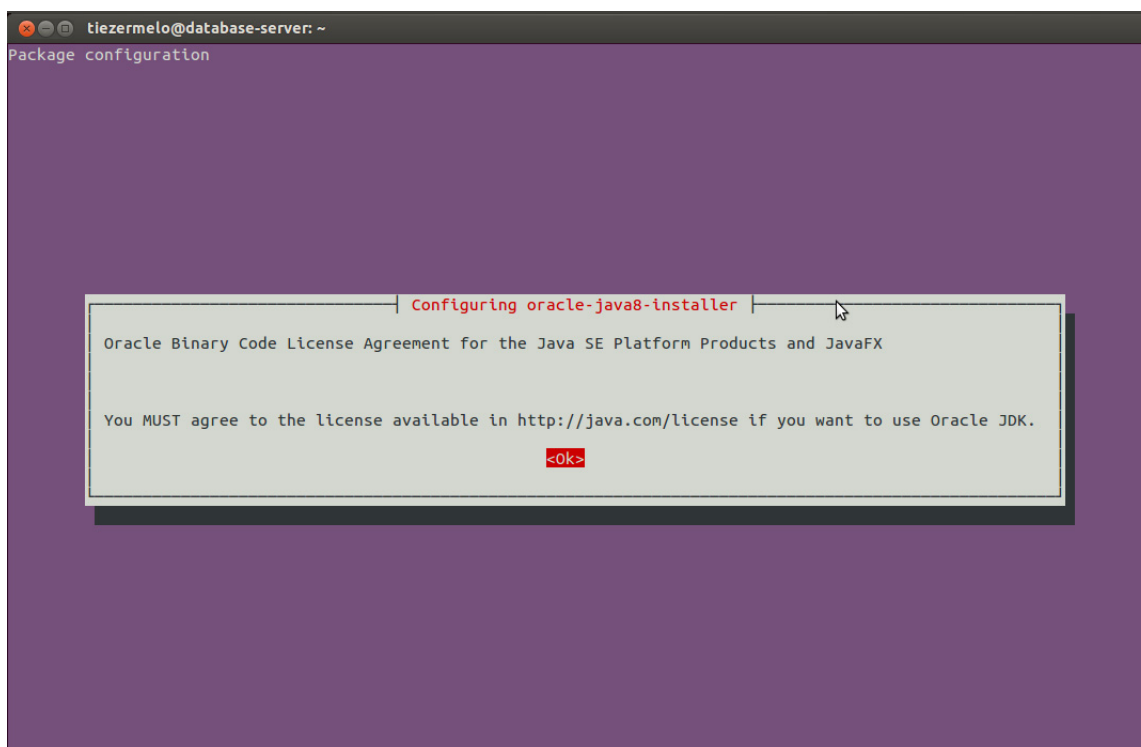 tiezermelo@database-server: ~
Package configuration
Configuring oracle-java8-installer
Oracle Binary Code License Agreement for the Java SE Platform Products and JavaFX
You MUST agree to the license available in http://java.com/license if you want to use Oracle JDK.
<Ok>